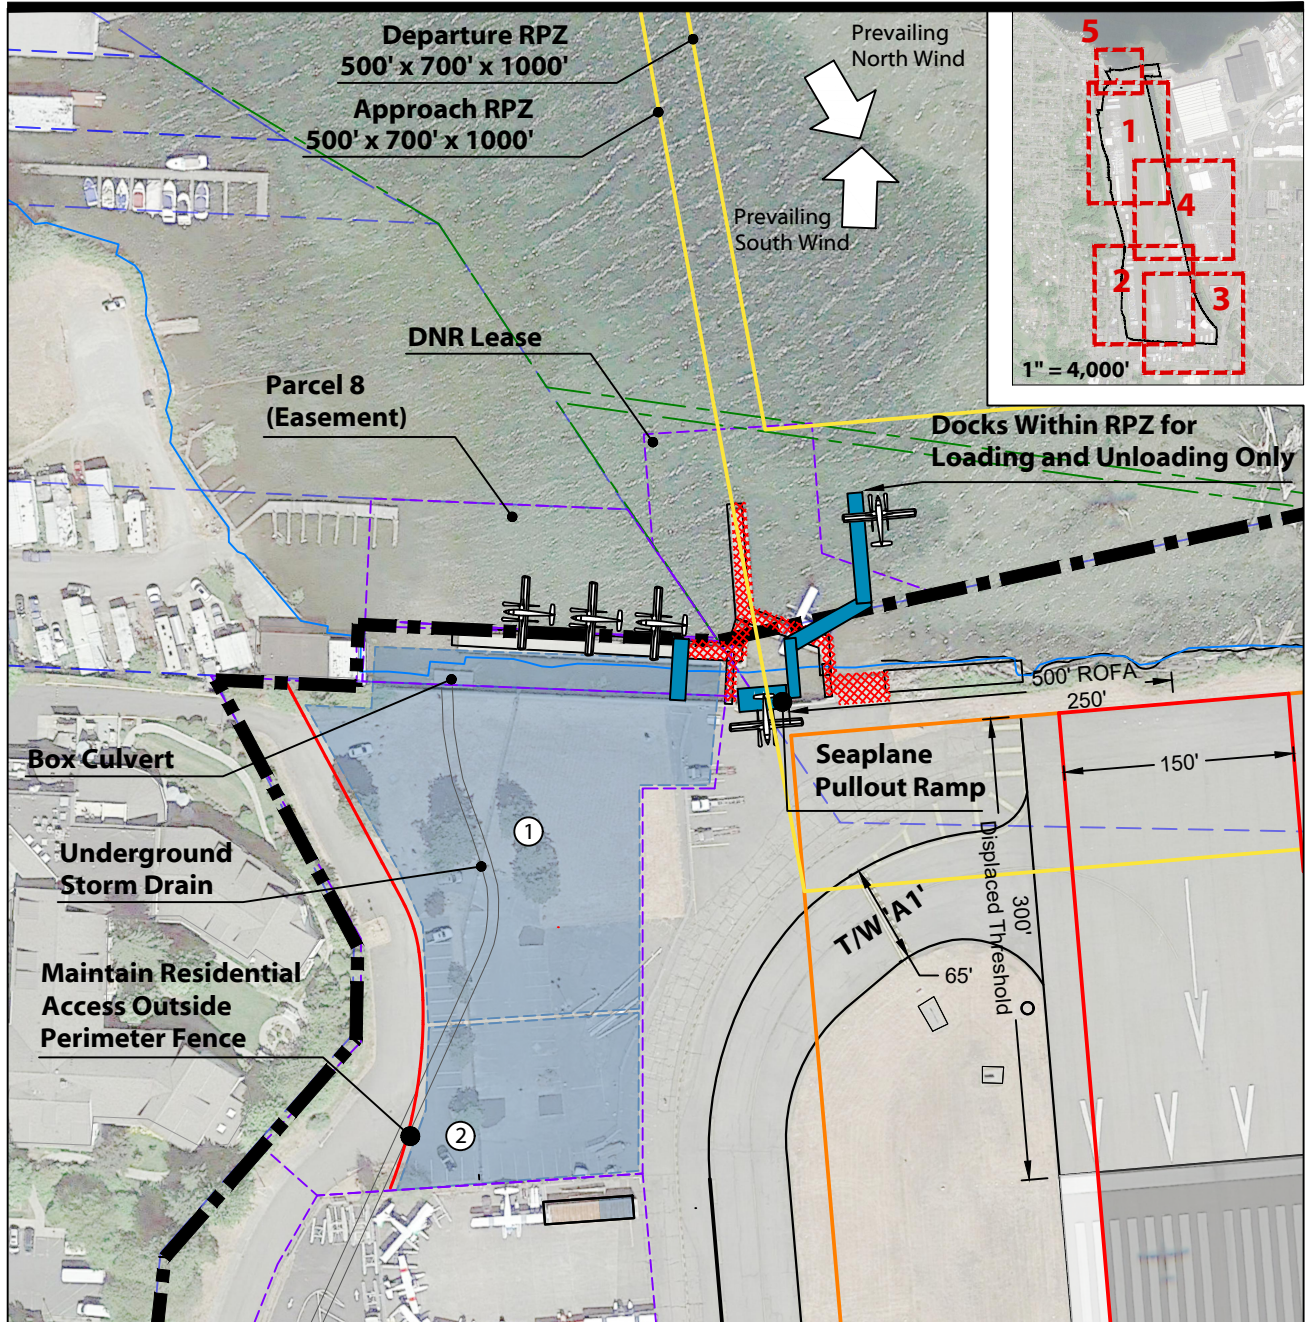 Departure RPZ
500' x 700' x 1000'
Approach RPZ
500' x 700' x 1000'
Prevailing
North Wind
Prevailing
South Wind
5
1
4
2
3
1" = 4,000'
DNR Lease
Parcel 8
(Easement)
Docks Within RPZ for
Loading and Unloading Only
500' ROFA
250'
150'
Box Culvert
Seaplane
Pullout Ramp
1
Underground
Storm Drain
Displaced Threshold
300'
T/W 'A1'
65'
Maintain Residential
Access Outside
Perimeter Fence
2